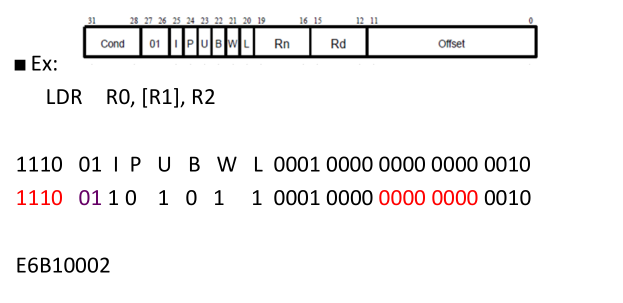 31 28 27 26 25 24 23 22 21 20 19 16 15 12 11 0
Cond 01 I P U B W L Rn Rd Offset
■ Ex:
LDR R0, [R1], R2
1110 01 I P U B W L 0001 0000 0000 0000 0010
1110 01 1 0 1 0 1 1 0001 0000 0000 0000 0010
E6B10002